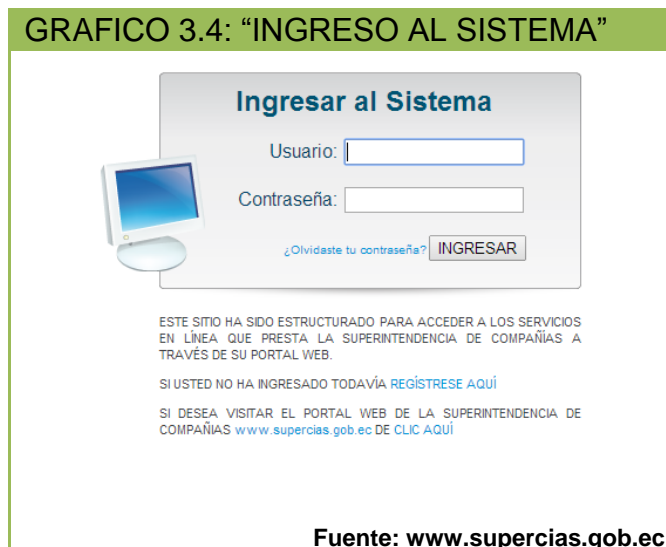 GRAFICO 3.4: “INGRESO AL SISTEMA”
Ingresar al Sistema
Usuario:
Contraseña:
¿Olvidaste tu contraseña? INGRESAR
ESTE SITIO HA SIDO ESTRUCTURADO PARA ACCEDER A LOS SERVICIOS
EN LÍNEA QUE PRESTA LA SUPERINTENDENCIA DE COMPAÑÍAS A
TRAVÉS DE SU PORTAL WEB.
SI USTED NO HA INGRESADO TODAVÍA REGÍSTRESE AQUÍ
SI DESEA VISITAR EL PORTAL WEB DE LA SUPERINTENDENCIA DE
COMPAÑIAS www.supercias.gob.ec DE CLIC AQUÍ
Fuente: www.supercias.gob.ec